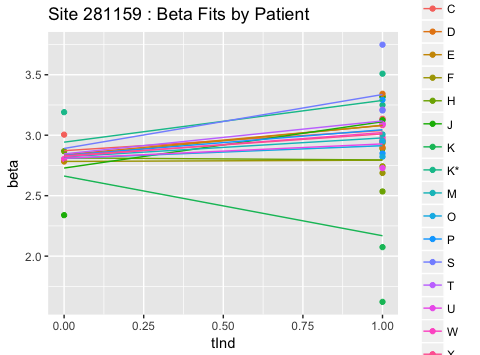 Site 281159 : Beta Fits by Patient
beta
3.5
3.0
2.5
2.0
0.00 0.25 0.50 0.75 1.00
tInd
C
D
E
F
H
J
K
K*
M
O
P
S
T
U
W